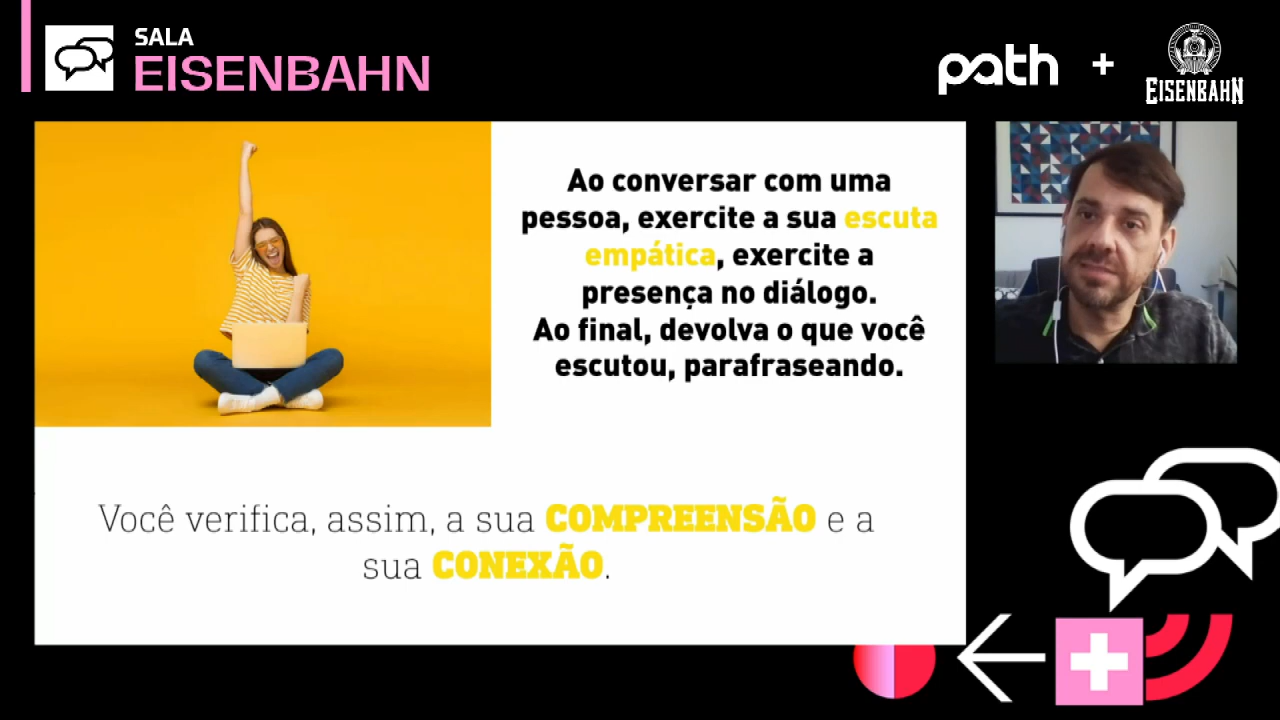 SALA
EISENBAHN
path + EISENBAHN
Ao conversar com uma
pessoa, exercite a sua escuta
empática, exercite a
presença no diálogo.
Ao final, devolva o que você
escutou, parafraseando.
Você verifica, assim, a sua COMPREENSÃO e a
sua CONEXÃO.